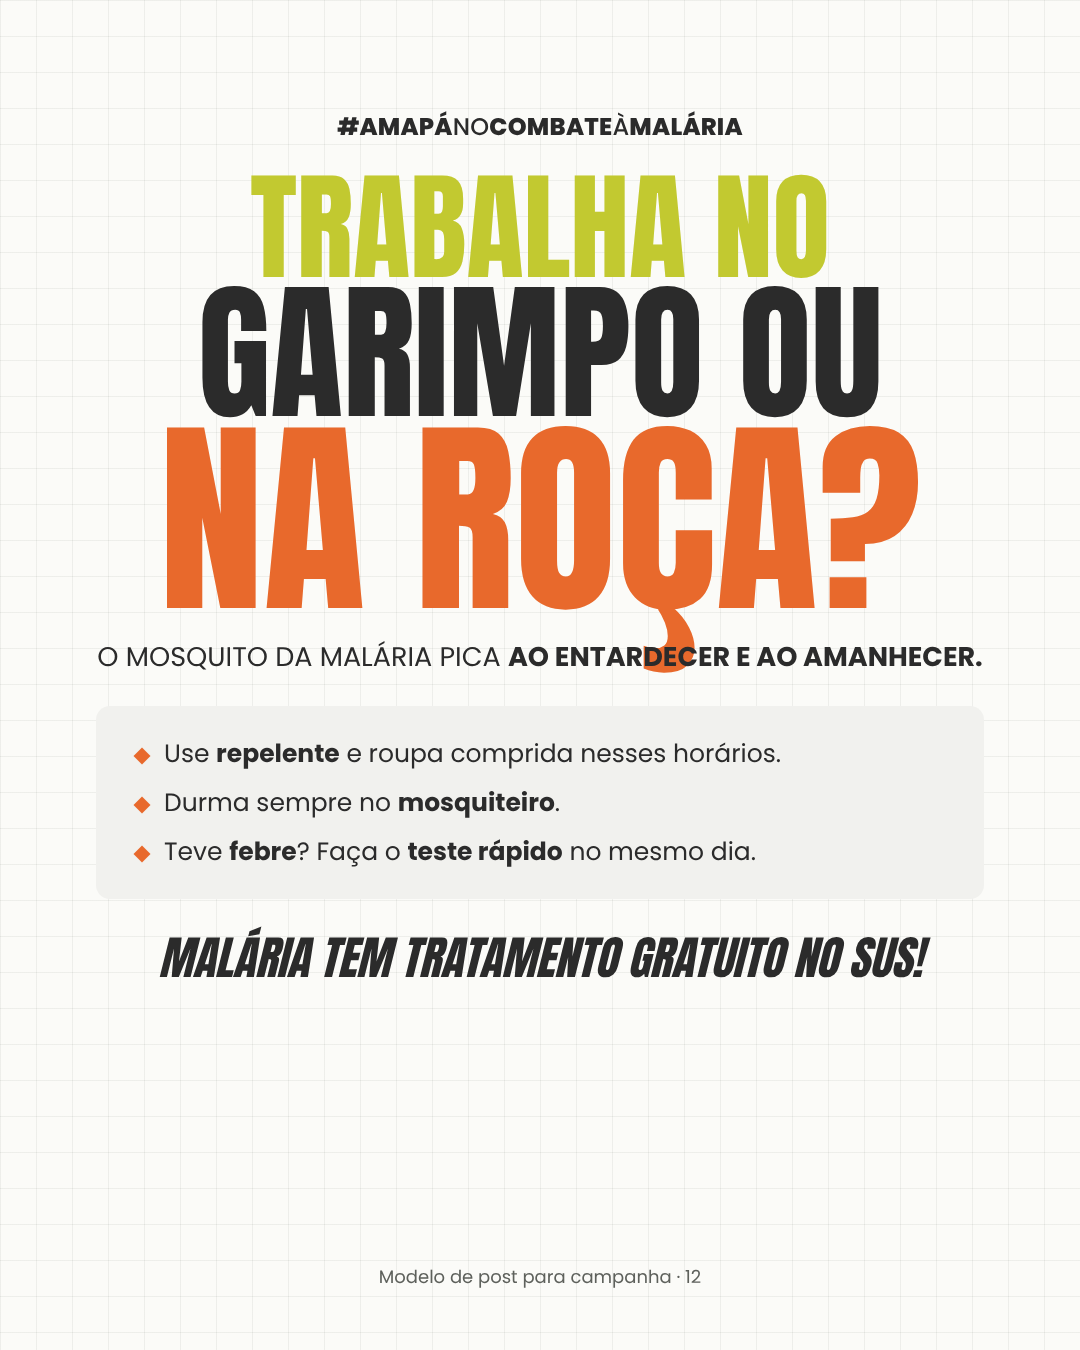 #AMAPÁNOCOMBATEÀMALÁRIA
TRABALHA NO
GARIMPO OU
NA ROÇA?
O MOSQUITO DA MALÁRIA PICA AO ENTARDECER E AO AMANHECER.
◆ Use repelente e roupa comprida nesses horários.
◆ Durma sempre no mosquiteiro.
◆ Teve febre? Faça o teste rápido no mesmo dia.
MALÁRIA TEM TRATAMENTO GRATUITO NO SUS!
Modelo de post para campanha · 12